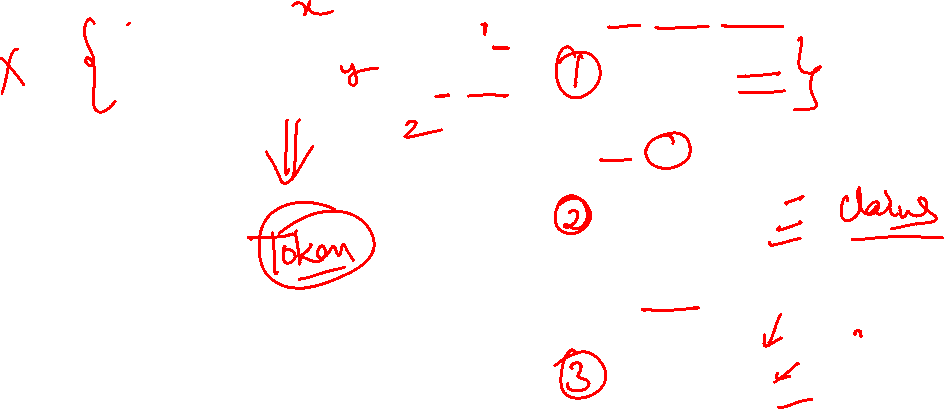 x
X {
y
1
①
}
2
Token
②
claims
③